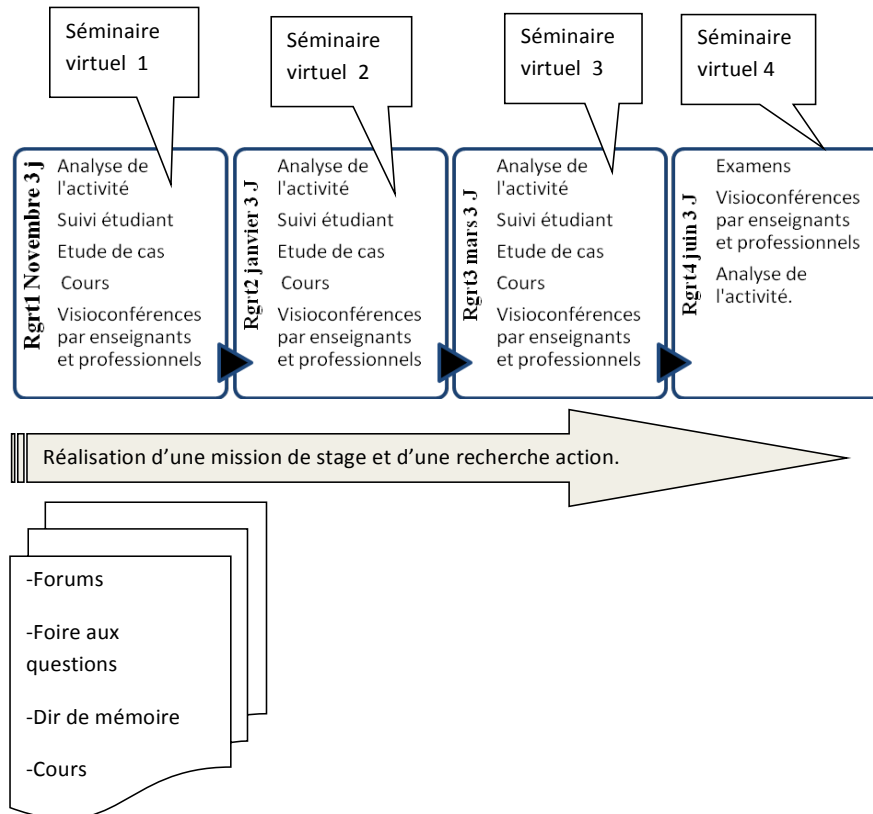 Séminaire
virtuel 1
Séminaire
virtuel 2
Séminaire
virtuel 3
Séminaire
virtuel 4
Rgrt1 Novembre 3 j
Analyse de
l'activité
Suivi étudiant
Etude de cas
Cours
Visioconférences
par enseignants
et professionnels
Rgrt2 janvier 3 J
Analyse de
l'activité
Suivi étudiant
Etude de cas
Cours
Visioconférences
par enseignants
et professionnels
Rgrt3 mars 3 J
Analyse de
l'activité
Suivi étudiant
Etude de cas
Cours
Visioconférences
par enseignants
et professionnels
Rgrt4 juin 3 J
Examens
Visioconférences
par enseignants
et professionnels
Analyse de
l'activité.
Réalisation d’une mission de stage et d’une recherche action.
-Forums
-Foire aux
questions
-Dir de mémoire
-Cours